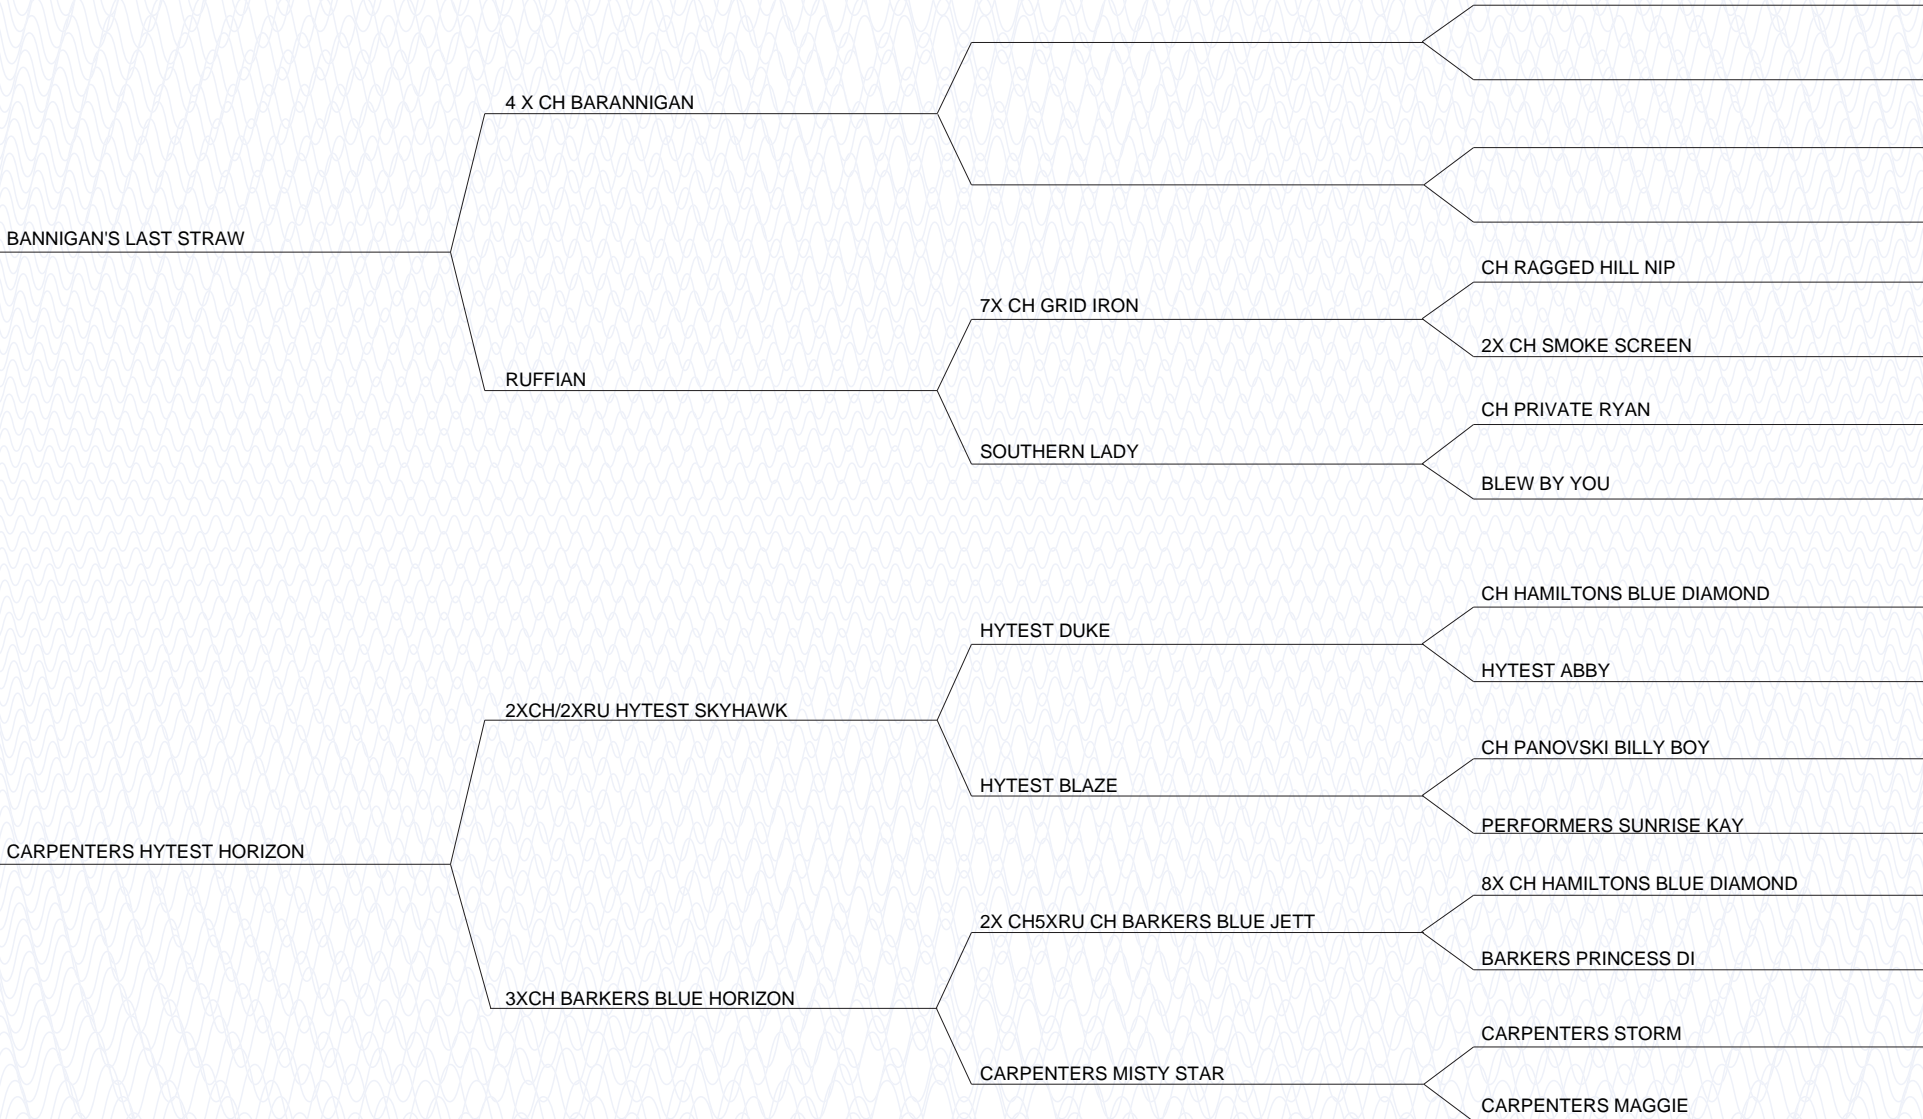 4 X CH BARANNIGAN
BANNIGAN'S LAST STRAW
CH RAGGED HILL NIP
7X CH GRID IRON
2X CH SMOKE SCREEN
RUFFIAN
CH PRIVATE RYAN
SOUTHERN LADY
BLEW BY YOU
CH HAMILTONS BLUE DIAMOND
HYTEST DUKE
HYTEST ABBY
2XCH/2XRU HYTEST SKYHAWK
CH PANOVSKI BILLY BOY
HYTEST BLAZE
PERFORMERS SUNRISE KAY
CARPENTERS HYTEST HORIZON
8X CH HAMILTONS BLUE DIAMOND
2X CH5XRU CH BARKERS BLUE JETT
BARKERS PRINCESS DI
3XCH BARKERS BLUE HORIZON
CARPENTERS STORM
CARPENTERS MISTY STAR
CARPENTERS MAGGIE